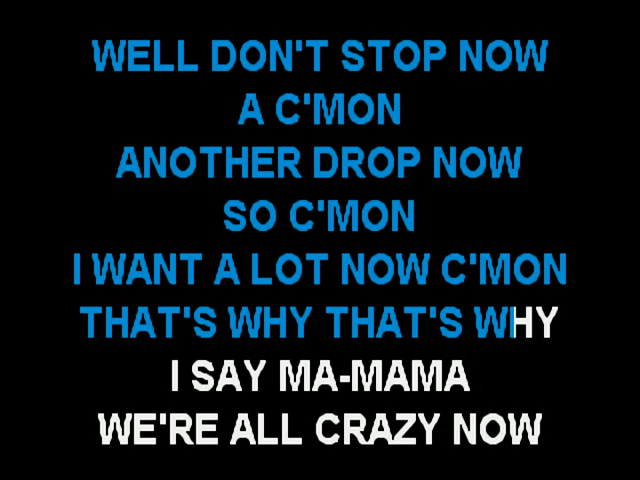 WELL DON'T STOP NOW
A C'MON
ANOTHER DROP NOW
SO C'MON
I WANT A LOT NOW C'MON
THAT'S WHY THAT'S WHY
I SAY MA-MAMA
WE'RE ALL CRAZY NOW